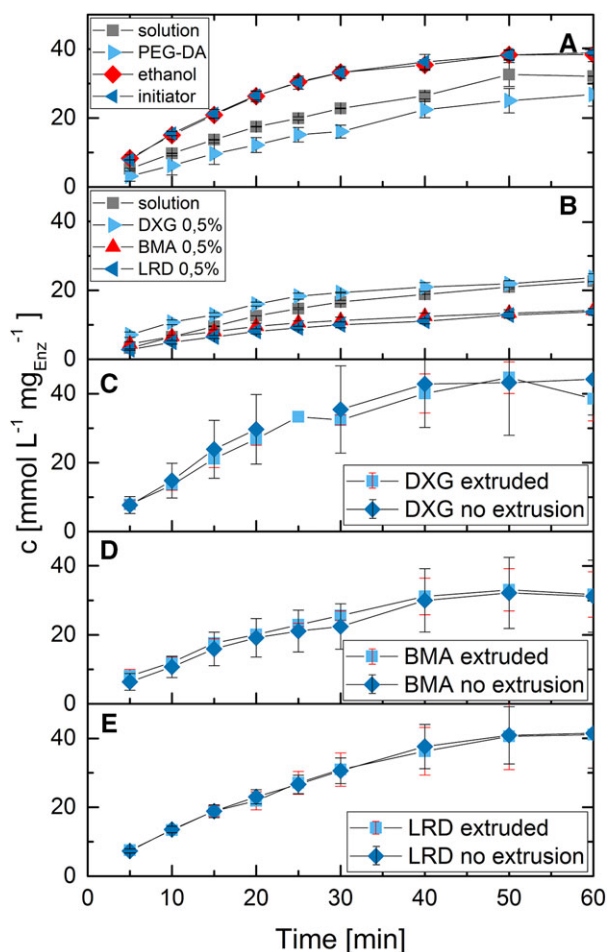 A
solution
PEG-DA
ethanol
initiator
40
20
0
B
solution
DXG 0,5%
BMA 0,5%
LRD 0,5%
40
20
0
C
40
20
0
DXG extruded
DXG no extrusion
D
40
20
0
BMA extruded
BMA no extrusion
E
40
20
0
LRD extruded
LRD no extrusion
0 10 20 30 40 50 60
Time [min]
c [mmol L⁻¹ mg_Enz⁻¹]